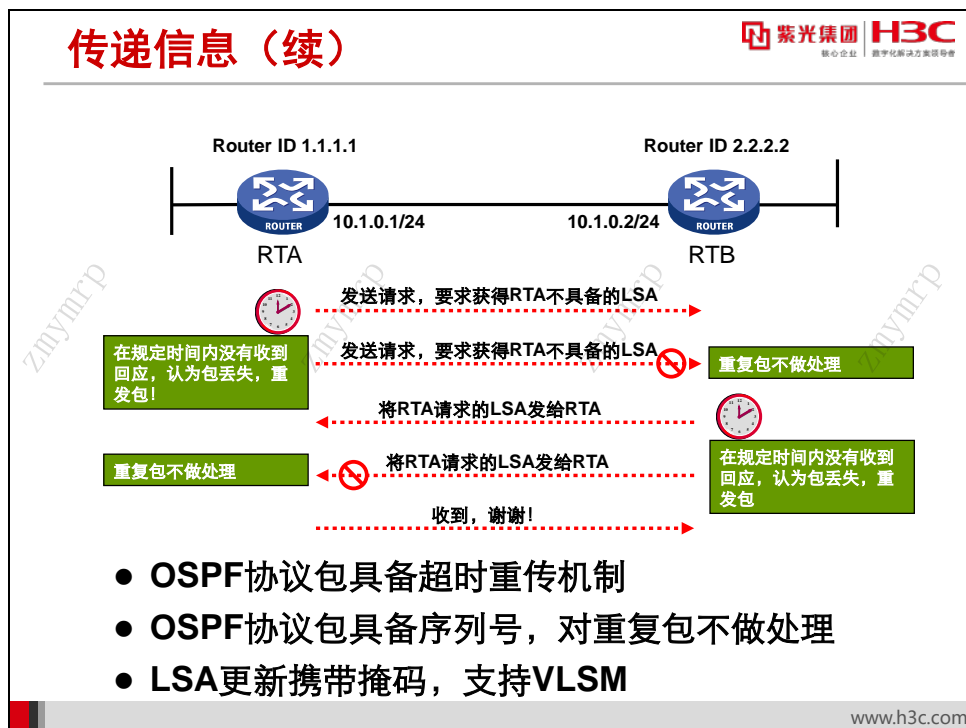 传递信息（续）
紫光集团 H3C
核心企业 数字化解决方案领导者
Router ID 1.1.1.1
Router ID 2.2.2.2
ROUTER
ROUTER
10.1.0.1/24
10.1.0.2/24
RTA
RTB
zmymrp
zmymrp
zmymrp
zmymrp
发送请求，要求获得RTA不具备的LSA
在规定时间内没有收到
回应，认为包丢失，重
发包！
发送请求，要求获得RTA不具备的LSA
重复包不做处理
将RTA请求的LSA发给RTA
重复包不做处理
将RTA请求的LSA发给RTA
在规定时间内没有收到
回应，认为包丢失，重
发包
收到，谢谢！
● OSPF协议包具备超时重传机制
● OSPF协议包具备序列号，对重复包不做处理
● LSA更新携带掩码，支持VLSM
www.h3c.com